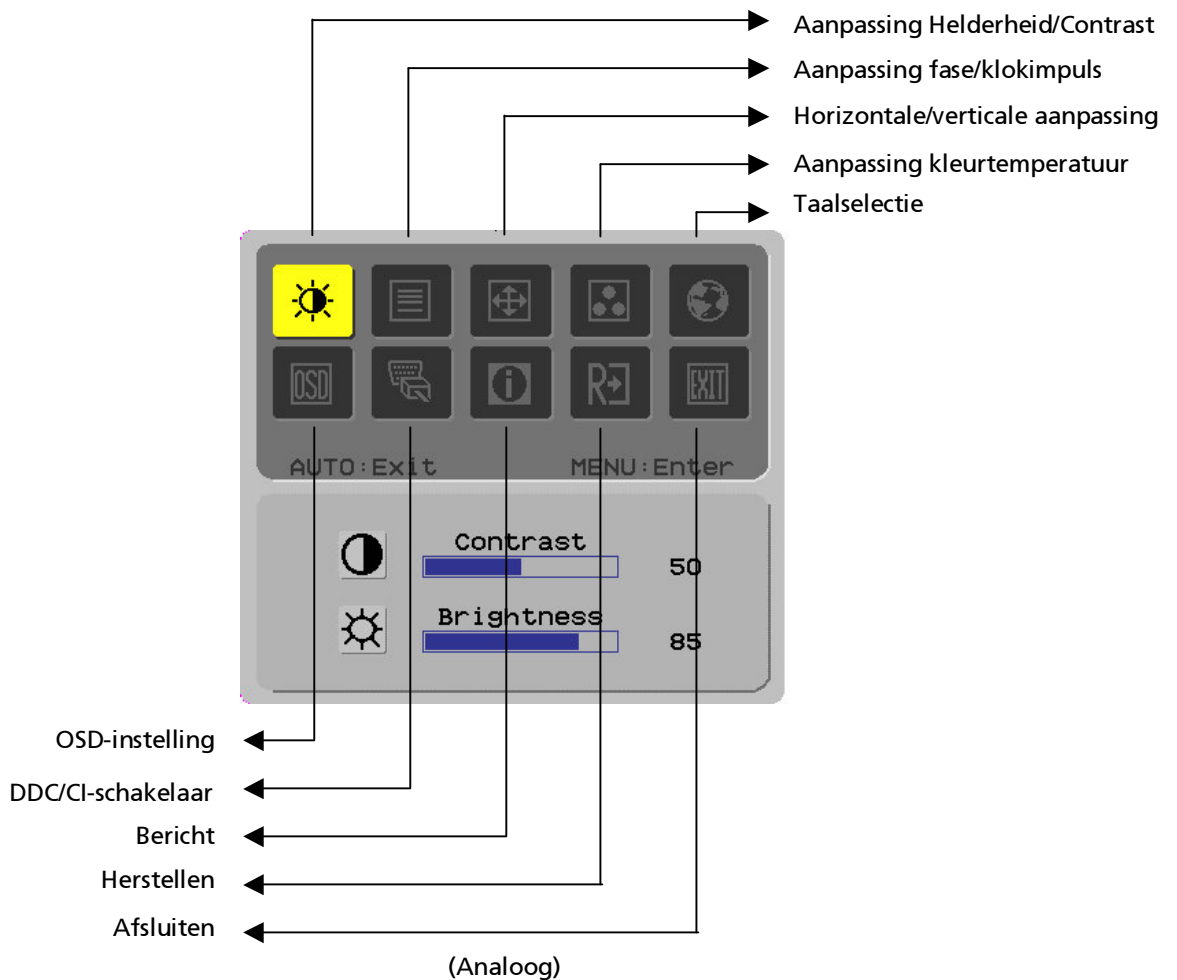 Aanpassing Helderheid/Contrast
Aanpassing fase/klokimpuls
Horizontale/verticale aanpassing
Aanpassing kleurtemperatuur
Taalselectie
OSD
R
EXIT
AUTO:Exit MENU:Enter
Contrast
50
Brightness
85
OSD-instelling
DDC/CI-schakelaar
Bericht
Herstellen
Afsluiten
(Analoog)